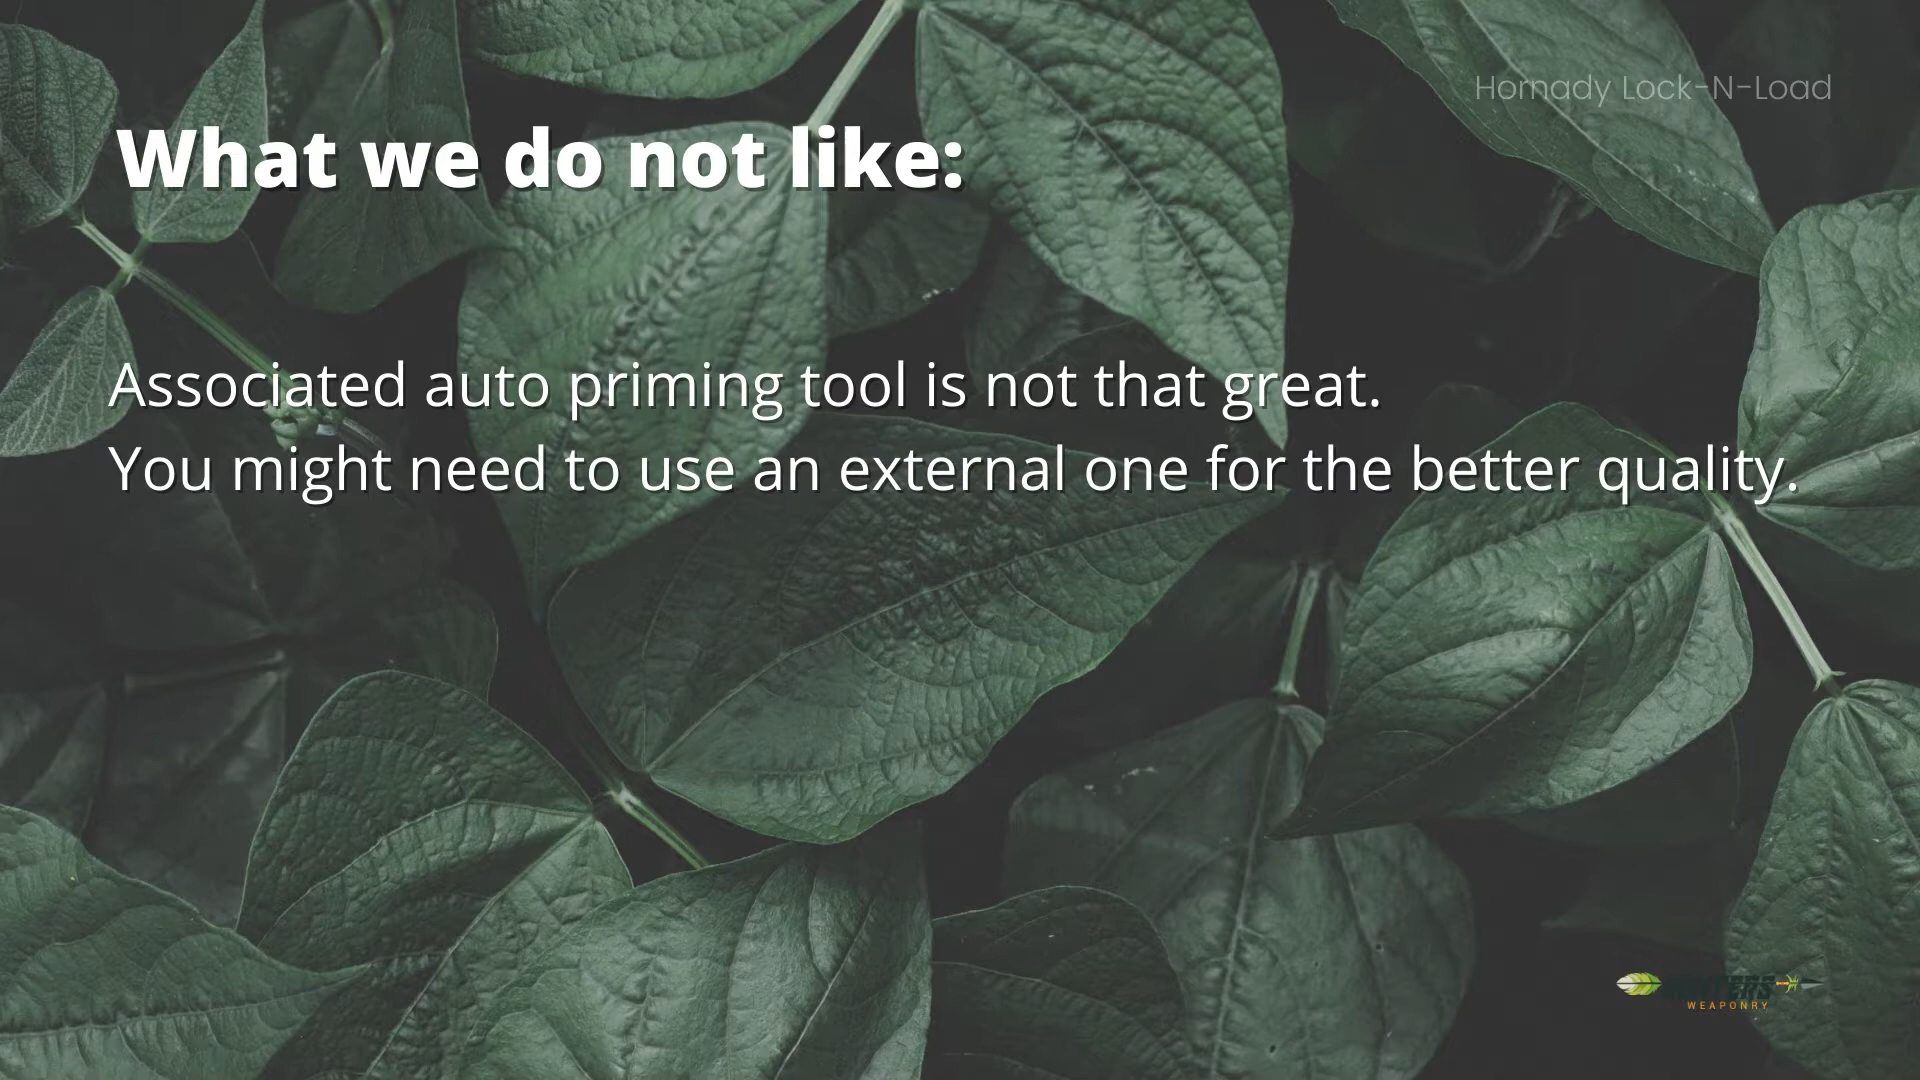 Hornady Lock-N-Load
What we do not like:
Associated auto priming tool is not that great.
You might need to use an external one for the better quality.
WEAPONRY